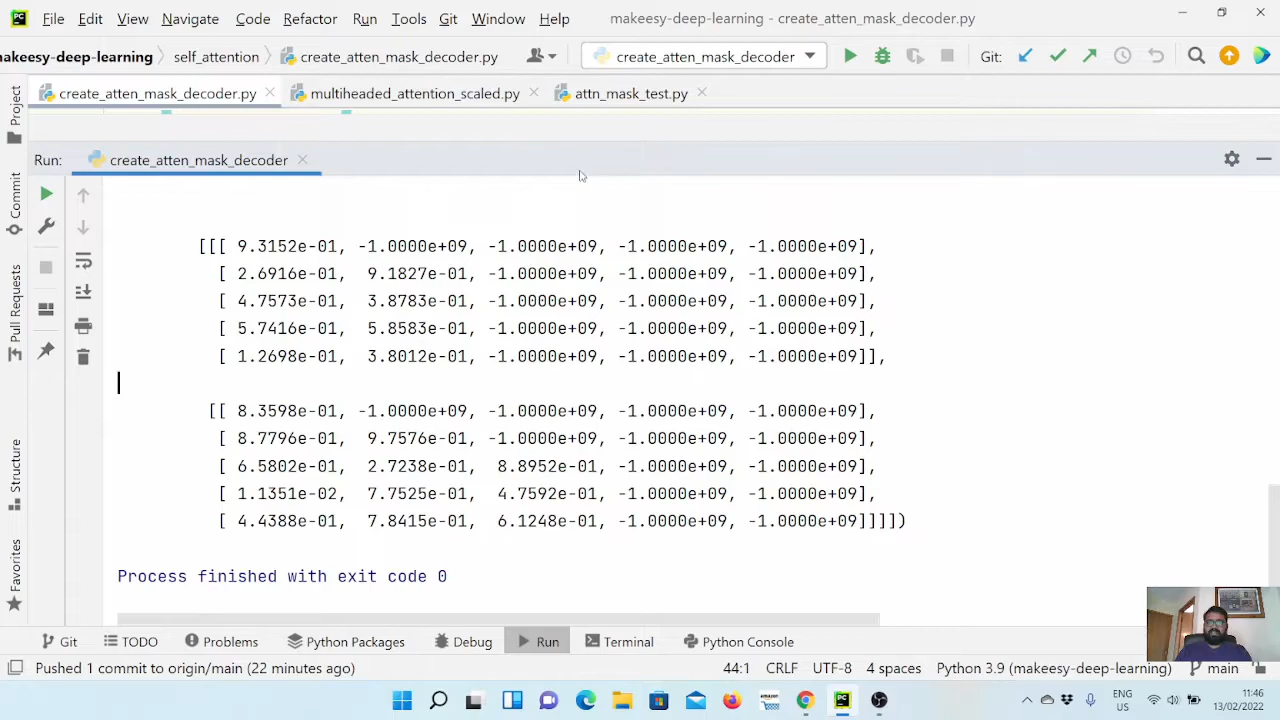 PC File Edit View Navigate Code Refactor Run Tools Git Window Help makeesy-deep-learning - create_atten_mask_decoder.py
makeesy-deep-learning self_attention create_atten_mask_decoder.py create_atten_mask_decoder Git:
create_atten_mask_decoder.py multiheaded_attention_scaled.py attn_mask_test.py
Project
Commit
Pull Requests
Structure
Favorites
Run: create_atten_mask_decoder
[[[ 9.3152e-01, -1.0000e+09, -1.0000e+09, -1.0000e+09, -1.0000e+09],
[ 2.6916e-01, 9.1827e-01, -1.0000e+09, -1.0000e+09, -1.0000e+09],
[ 4.7573e-01, 3.8783e-01, -1.0000e+09, -1.0000e+09, -1.0000e+09],
[ 5.7416e-01, 5.8583e-01, -1.0000e+09, -1.0000e+09, -1.0000e+09],
[ 1.2698e-01, 3.8012e-01, -1.0000e+09, -1.0000e+09, -1.0000e+09]],
[[ 8.3598e-01, -1.0000e+09, -1.0000e+09, -1.0000e+09, -1.0000e+09],
[ 8.7796e-01, 9.7576e-01, -1.0000e+09, -1.0000e+09, -1.0000e+09],
[ 6.5802e-01, 2.7238e-01, 8.8952e-01, -1.0000e+09, -1.0000e+09],
[ 1.1351e-02, 7.7525e-01, 4.7592e-01, -1.0000e+09, -1.0000e+09],
[ 4.4388e-01, 7.8415e-01, 6.1248e-01, -1.0000e+09, -1.0000e+09]]]])
Process finished with exit code 0
Git TODO Problems Python Packages Debug Run Terminal Python Console
Pushed 1 commit to origin/main (22 minutes ago) 44:1 CRLF UTF-8 4 spaces Python 3.9 (makeesy-deep-learning) main
ENG
US
11:46
13/02/2022